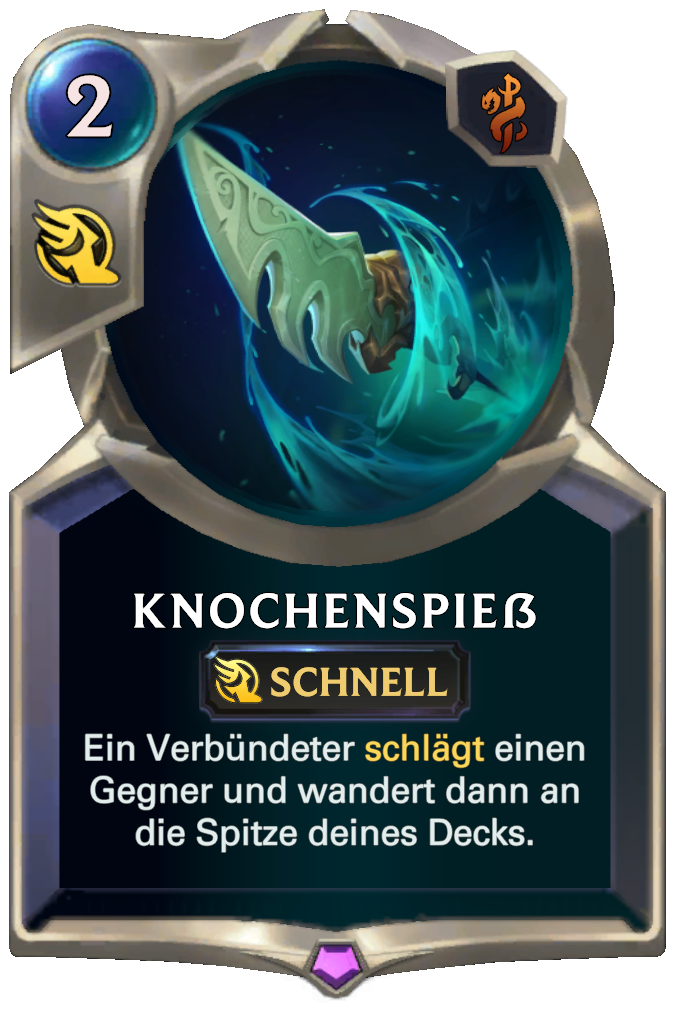 2
KNOCHENSPIEẞ
SCHNELL
Ein Verbündeter schlägt einen
Gegner und wandert dann an
die Spitze deines Decks.